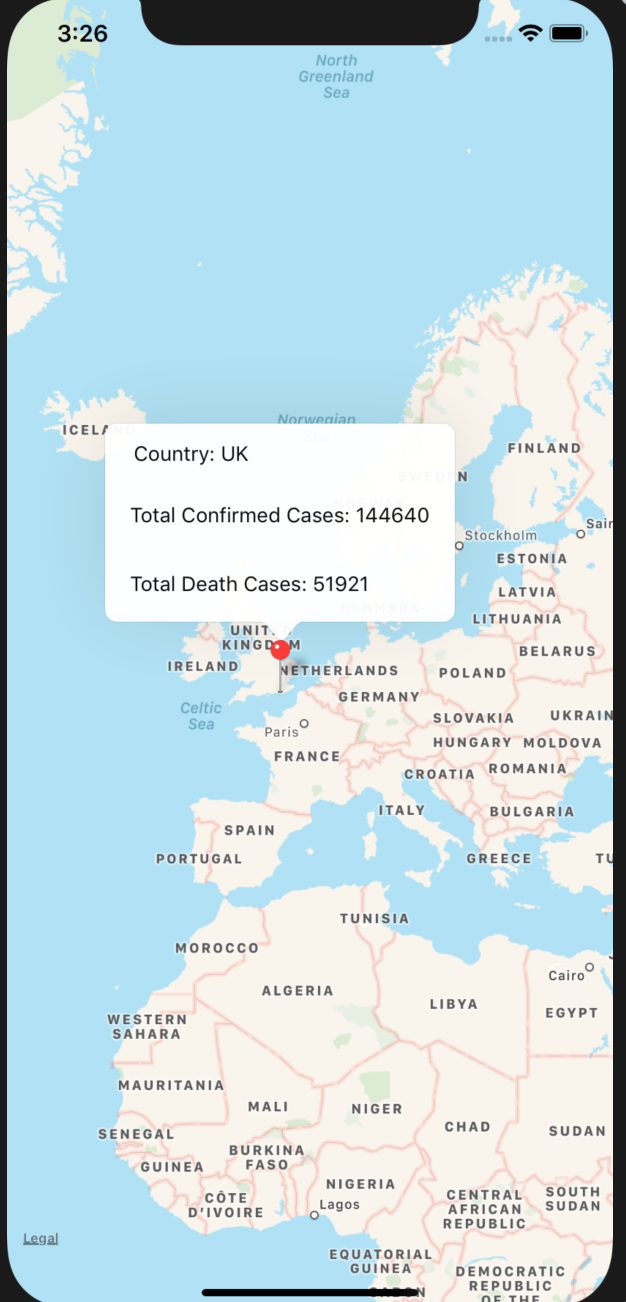 3:26
North
Greenland
Sea
Norwegian
ICELAND
FINLAND
Country: UK
SWEDEN
NORWAY
Total Confirmed Cases: 144640
Stockholm
Sain
ESTONIA
Total Death Cases: 51921
LATVIA
DENMARK
LITHUANIA
UNITED
KINGDOM
BELARUS
IRELAND
NETHERLANDS
POLAND
GERMANY
Celtic
Sea
SLOVAKIA
UKRAIN
Paris
HUNGARY
MOLDOVA
FRANCE
ROMANIA
CROATIA
ITALY
BULGARIA
SPAIN
PORTUGAL
GREECE
TU
TUNISIA
MOROCCO
Cairo
ALGERIA
LIBYA
EGYPT
WESTERN
SAHARA
MAURITANIA
MALI
NIGER
CHAD
SENEGAL
SUDAN
BURKINA
FASO
GUINEA
NIGERIA
CÔTE
D'IVOIRE
Lagos
CENTRAL
AFRICAN
REPUBLIC
SOUTH
SUDAN
Legal
EQUATORIAL
GUINEA
DEMOCRATIC
REPUBLIC
OF THE
GABON